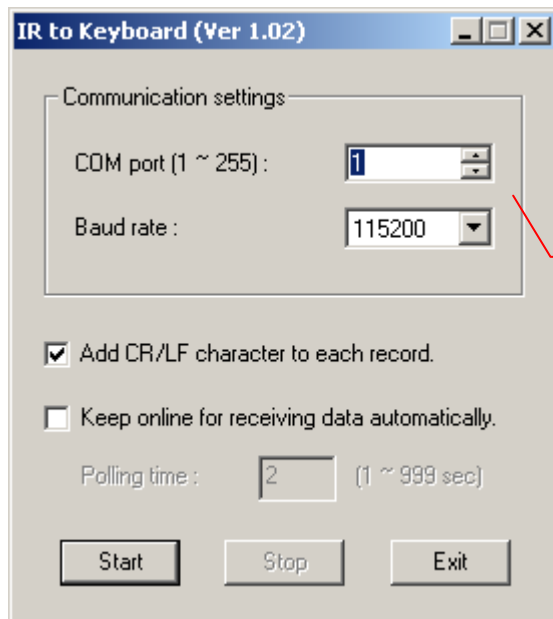 IR to Keyboard (Ver 1.02)
Communication settings
COM port (1 ~ 255) : 1
Baud rate : 115200
Add CR/LF character to each record.
Keep online for receiving data automatically.
Polling time : 2 (1 ~ 999 sec)
Start Stop Exit